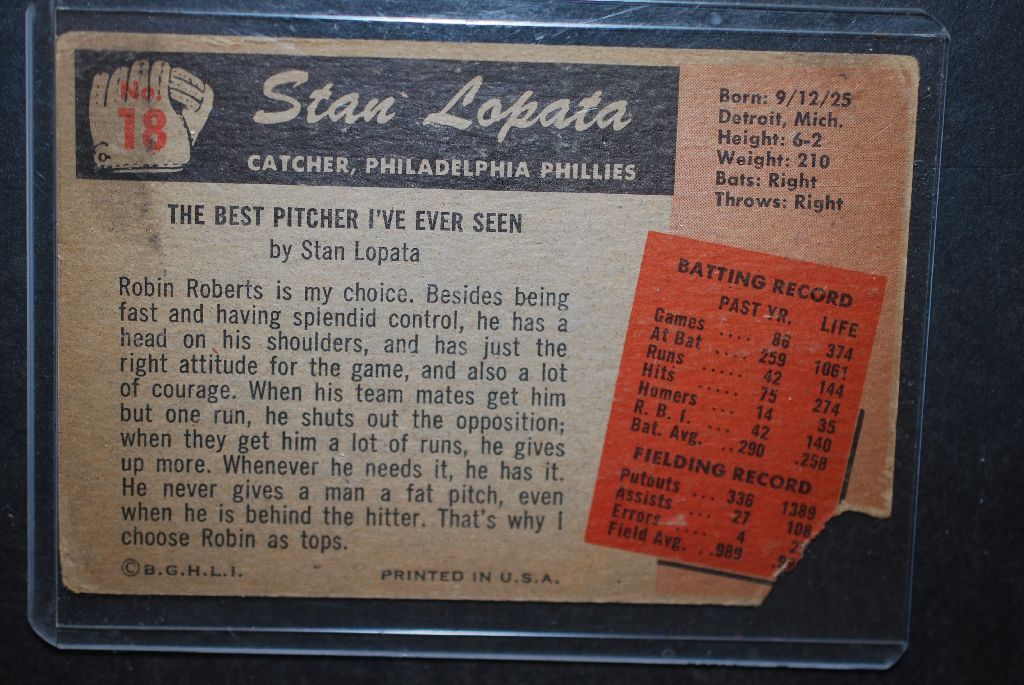 No.
18
Stan Lopata
CATCHER, PHILADELPHIA PHILLIES
Born: 9/12/25
Detroit, Mich.
Height: 6-2
Weight: 210
Bats: Right
Throws: Right
THE BEST PITCHER I'VE EVER SEEN
by Stan Lopata
Robin Roberts is my choice. Besides being
fast and having splendid control, he has a
head on his shoulders, and has just the
right attitude for the game, and also a lot
of courage. When his team mates get him
but one run, he shuts out the opposition;
when they get him a lot of runs, he gives
up more. Whenever he needs it, he has it.
He never gives a man a fat pitch, even
when he is behind the hitter. That's why I
choose Robin as tops.
©B.G.H.L.I. PRINTED IN U.S.A.
BATTING RECORD
PAST YR. LIFE
Games .... 86 374
At Bat .... 259 1061
Runs ..... 42 144
Hits ..... 75 274
Homers .... 14 35
R. B. I. .... 42 140
Bat. Avg. .. .290 .258
FIELDING RECORD
Putouts ... 336 1389
Assists ... 27 108
Errors .... 4
Field Avg. .. .989